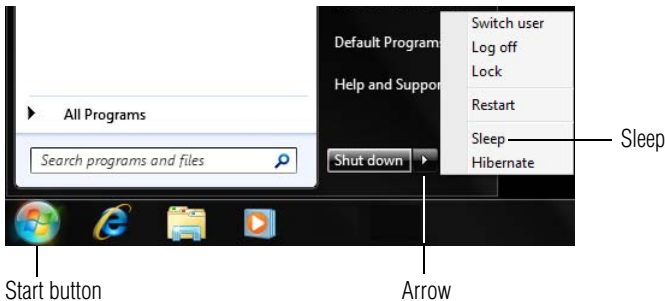 Switch user
Default Program
Log off
Lock
Help and Suppor
Restart
All Programs
Sleep
Sleep
Search programs and files
Shut down
Hibernate
Start button
Arrow